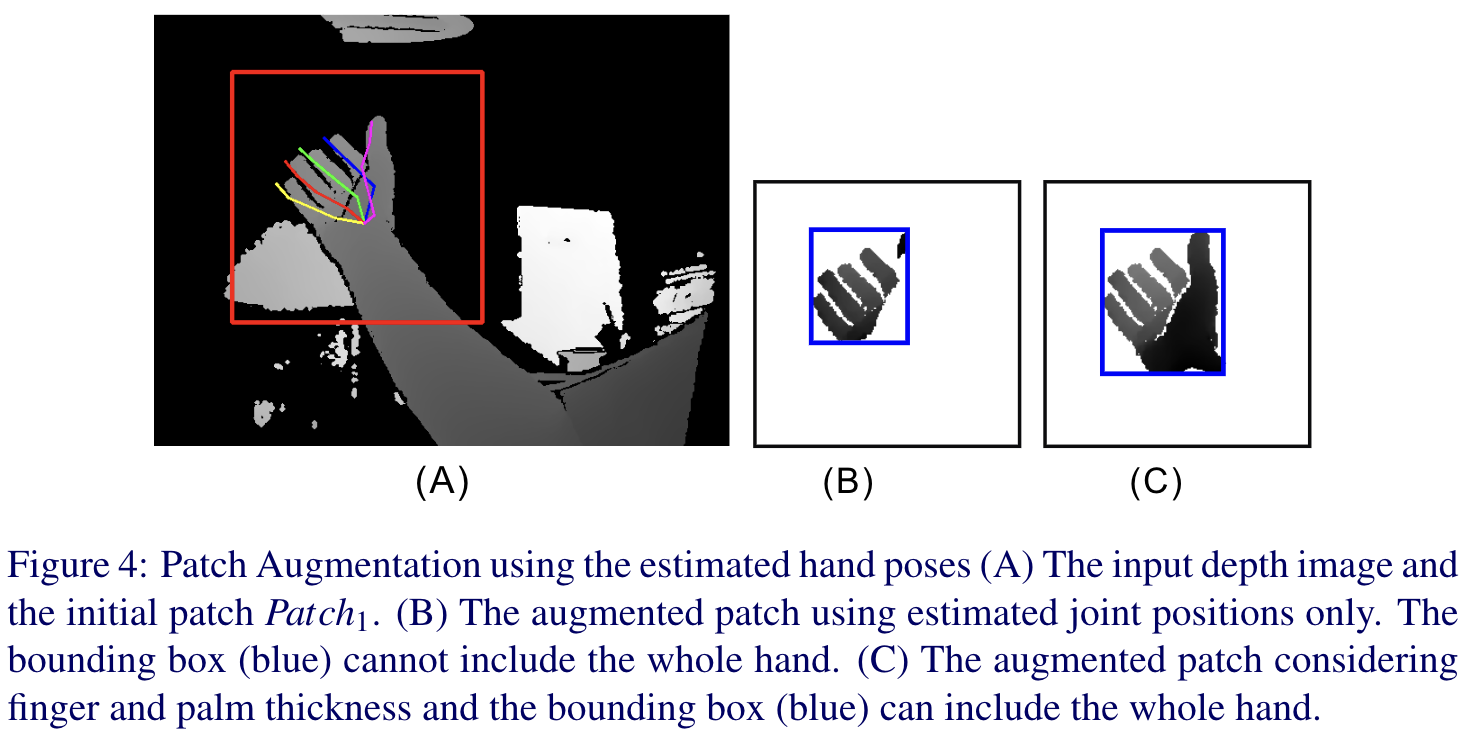 (A)
(B)
(C)
Figure 4: Patch Augmentation using the estimated hand poses (A) The input depth image and
the initial patch Patch₁. (B) The augmented patch using estimated joint positions only. The
bounding box (blue) cannot include the whole hand. (C) The augmented patch considering
finger and palm thickness and the bounding box (blue) can include the whole hand.